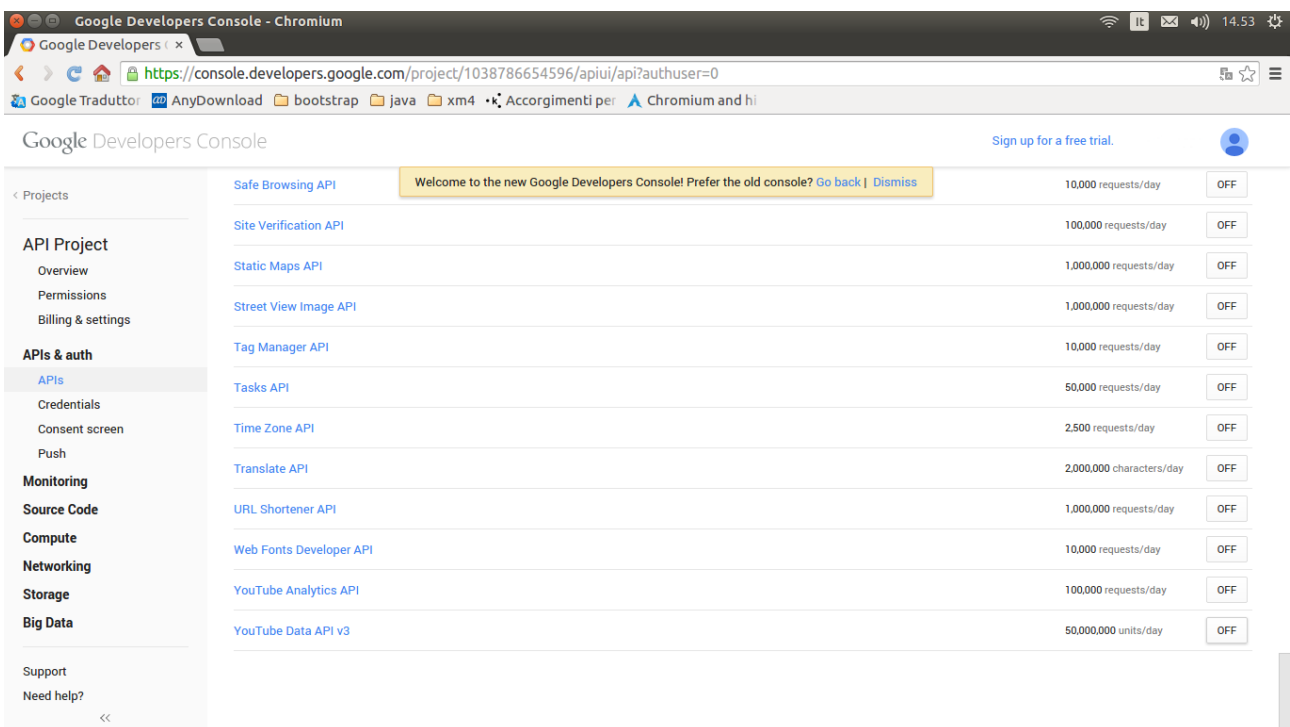 Google Developers Console - Chromium
It
14.53
Google Developers C
https://console.developers.google.com/project/1038786654596/apiui/api?authuser=0
Google Traduttor AnyDownload bootstrap java xm4 Accorgimenti per Chromium and hi
Google Developers Console
Sign up for a free trial.
Welcome to the new Google Developers Console! Prefer the old console? Go back | Dismiss
< Projects
API Project
Overview
Permissions
Billing & settings
APIs & auth
APIs
Credentials
Consent screen
Push
Monitoring
Source Code
Compute
Networking
Storage
Big Data
Support
Need help?
Safe Browsing API 10,000 requests/day OFF
Site Verification API 100,000 requests/day OFF
Static Maps API 1,000,000 requests/day OFF
Street View Image API 1,000,000 requests/day OFF
Tag Manager API 10,000 requests/day OFF
Tasks API 50,000 requests/day OFF
Time Zone API 2,500 requests/day OFF
Translate API 2,000,000 characters/day OFF
URL Shortener API 1,000,000 requests/day OFF
Web Fonts Developer API 10,000 requests/day OFF
YouTube Analytics API 100,000 requests/day OFF
YouTube Data API v3 50,000,000 units/day OFF